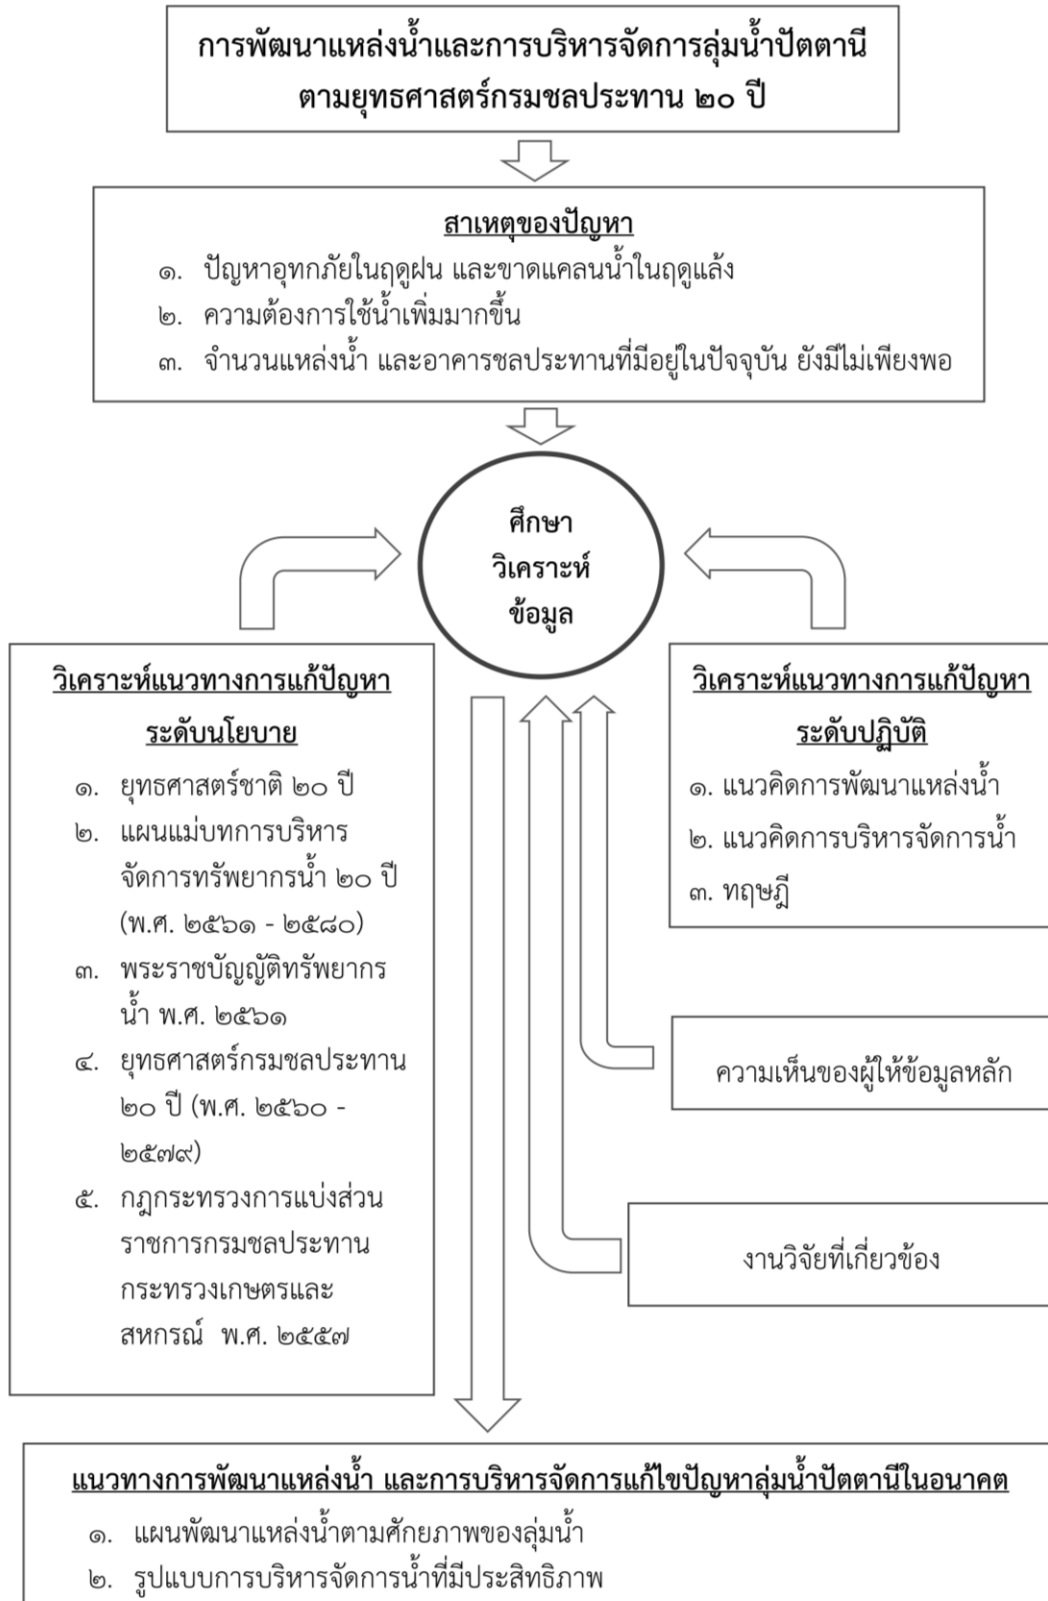 การพัฒนาแหล่งน้ำและการบริหารจัดการลุ่มน้ำปัตตานี
ตามยุทธศาสตร์กรมชลประทาน ๒๐ ปี
สาเหตุของปัญหา
๑. ปัญหาอุทกภัยในฤดูฝน และขาดแคลนน้ำในฤดูแล้ง
๒. ความต้องการใช้น้ำเพิ่มมากขึ้น
๓. จำนวนแหล่งน้ำ และอาคารชลประทานที่มีอยู่ในปัจจุบัน ยังมีไม่เพียงพอ
ศึกษา
วิเคราะห์
ข้อมูล
วิเคราะห์แนวทางการแก้ปัญหา
ระดับนโยบาย
๑. ยุทธศาสตร์ชาติ ๒๐ ปี
๒. แผนแม่บทการบริหาร
จัดการทรัพยากรน้ำ ๒๐ ปี
(พ.ศ. ๒๕๖๑ - ๒๕๘๐)
๓. พระราชบัญญัติทรัพยากร
น้ำ พ.ศ. ๒๕๖๑
๔. ยุทธศาสตร์กรมชลประทาน
๒๐ ปี (พ.ศ. ๒๕๖๐ -
๒๕๗๙)
๕. กฎกระทรวงการแบ่งส่วน
ราชการกรมชลประทาน
กระทรวงเกษตรและ
สหกรณ์ พ.ศ. ๒๕๕๗
วิเคราะห์แนวทางการแก้ปัญหา
ระดับปฏิบัติ
๑. แนวคิดการพัฒนาแหล่งน้ำ
๒. แนวคิดการบริหารจัดการน้ำ
๓. ทฤษฎี
ความเห็นของผู้ให้ข้อมูลหลัก
งานวิจัยที่เกี่ยวข้อง
แนวทางการพัฒนาแหล่งน้ำ และการบริหารจัดการแก้ไขปัญหาลุ่มน้ำปัตตานีในอนาคต
๑. แผนพัฒนาแหล่งน้ำตามศักยภาพของลุ่มน้ำ
๒. รูปแบบการบริหารจัดการน้ำที่มีประสิทธิภาพ